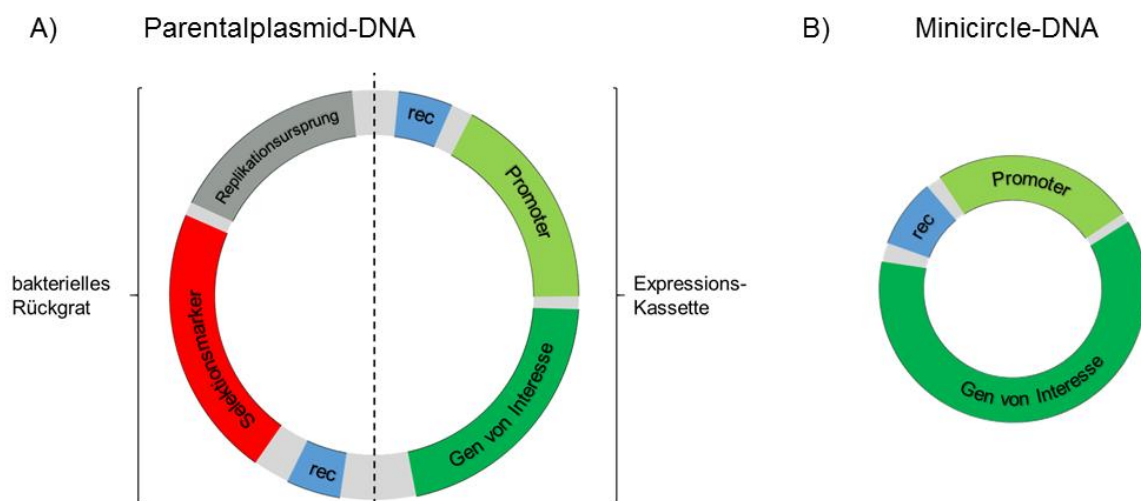 A) Parentalplasmid-DNA
B) Minicircle-DNA
bakterielles
Rückgrat
Replikationsursprung
Selektionsmarker
rec
rec
Promoter
Gen von Interesse
Expressions-
Kassette
rec
Promoter
Gen von Interesse